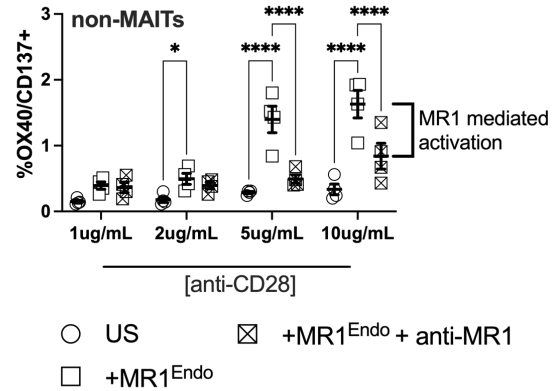 non-MAITs
%OX40/CD137+
3
2
1
0
*
****
****
****
****
MR1 mediated
activation
1ug/mL 2ug/mL 5ug/mL 10ug/mL
[anti-CD28]
US
+MR1Endo + anti-MR1
+MR1Endo